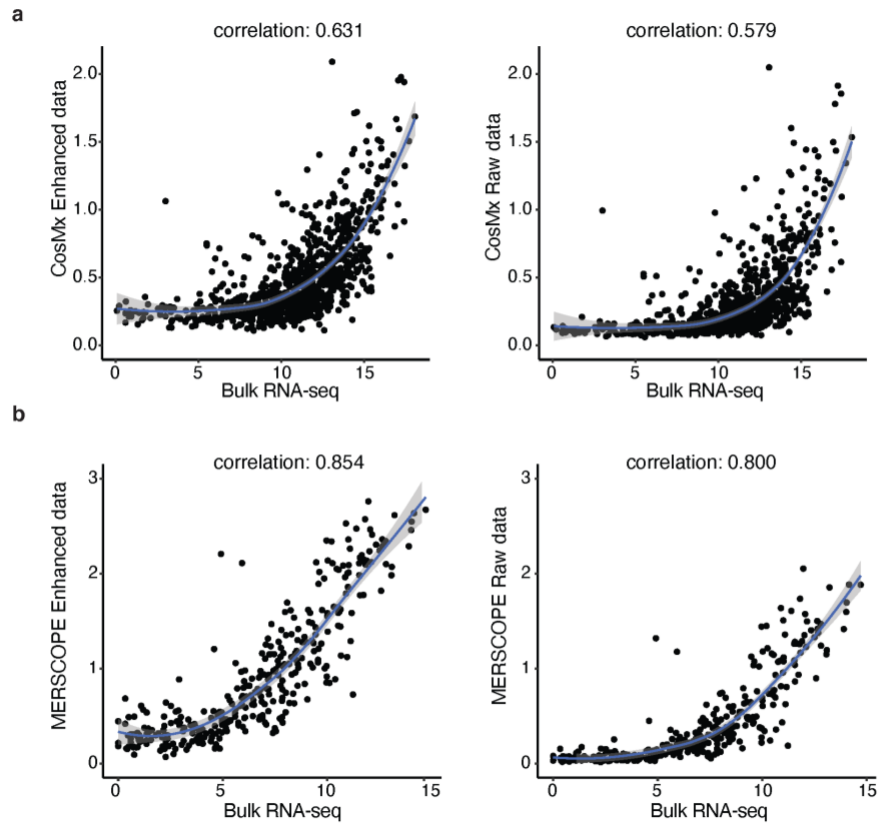 a
correlation: 0.631
correlation: 0.579
CosMx Enhanced data
2.0
1.5
1.0
0.5
0.0
0 5 10 15
Bulk RNA-seq
CosMx Raw data
2.0
1.5
1.0
0.5
0.0
0 5 10 15
Bulk RNA-seq
b
correlation: 0.854
correlation: 0.800
MERSCOPE Enhanced data
3
2
1
0
0 5 10 15
Bulk RNA-seq
MERSCOPE Raw data
3
2
1
0
0 5 10 15
Bulk RNA-seq